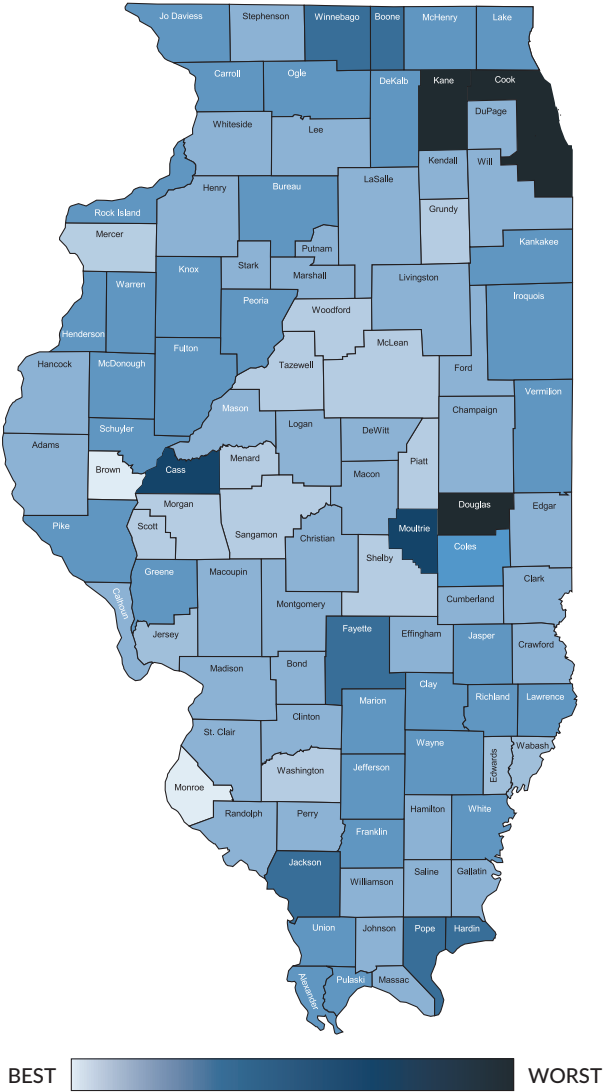 Jo Daviess
Stephenson
Winnebago
Boone
McHenry
Lake
Carroll
Ogle
DeKalb
Kane
Cook
DuPage
Whiteside
Lee
Kendall
Will
LaSalle
Henry
Bureau
Rock Island
Grundy
Mercer
Putnam
Kankakee
Knox
Stark
Marshall
Livingston
Warren
Iroquois
Peoria
Woodford
Henderson
McLean
Fulton
Hancock
McDonough
Tazewell
Ford
Vermilion
Mason
Champaign
Logan
DeWitt
Schuyler
Adams
Menard
Piatt
Brown
Cass
Macon
Morgan
Douglas
Edgar
Pike
Scott
Sangamon
Moultrie
Christian
Coles
Shelby
Greene
Macoupin
Clark
Calhoun
Montgomery
Cumberland
Jersey
Fayette
Effingham
Jasper
Crawford
Madison
Bond
Clay
Marion
Richland
Lawrence
Clinton
St. Clair
Wayne
Wabash
Edwards
Washington
Jefferson
Monroe
Randolph
Perry
Hamilton
White
Franklin
Jackson
Williamson
Saline
Gallatin
Union
Johnson
Pope
Hardin
Alexander
Pulaski
Massac
BEST
WORST